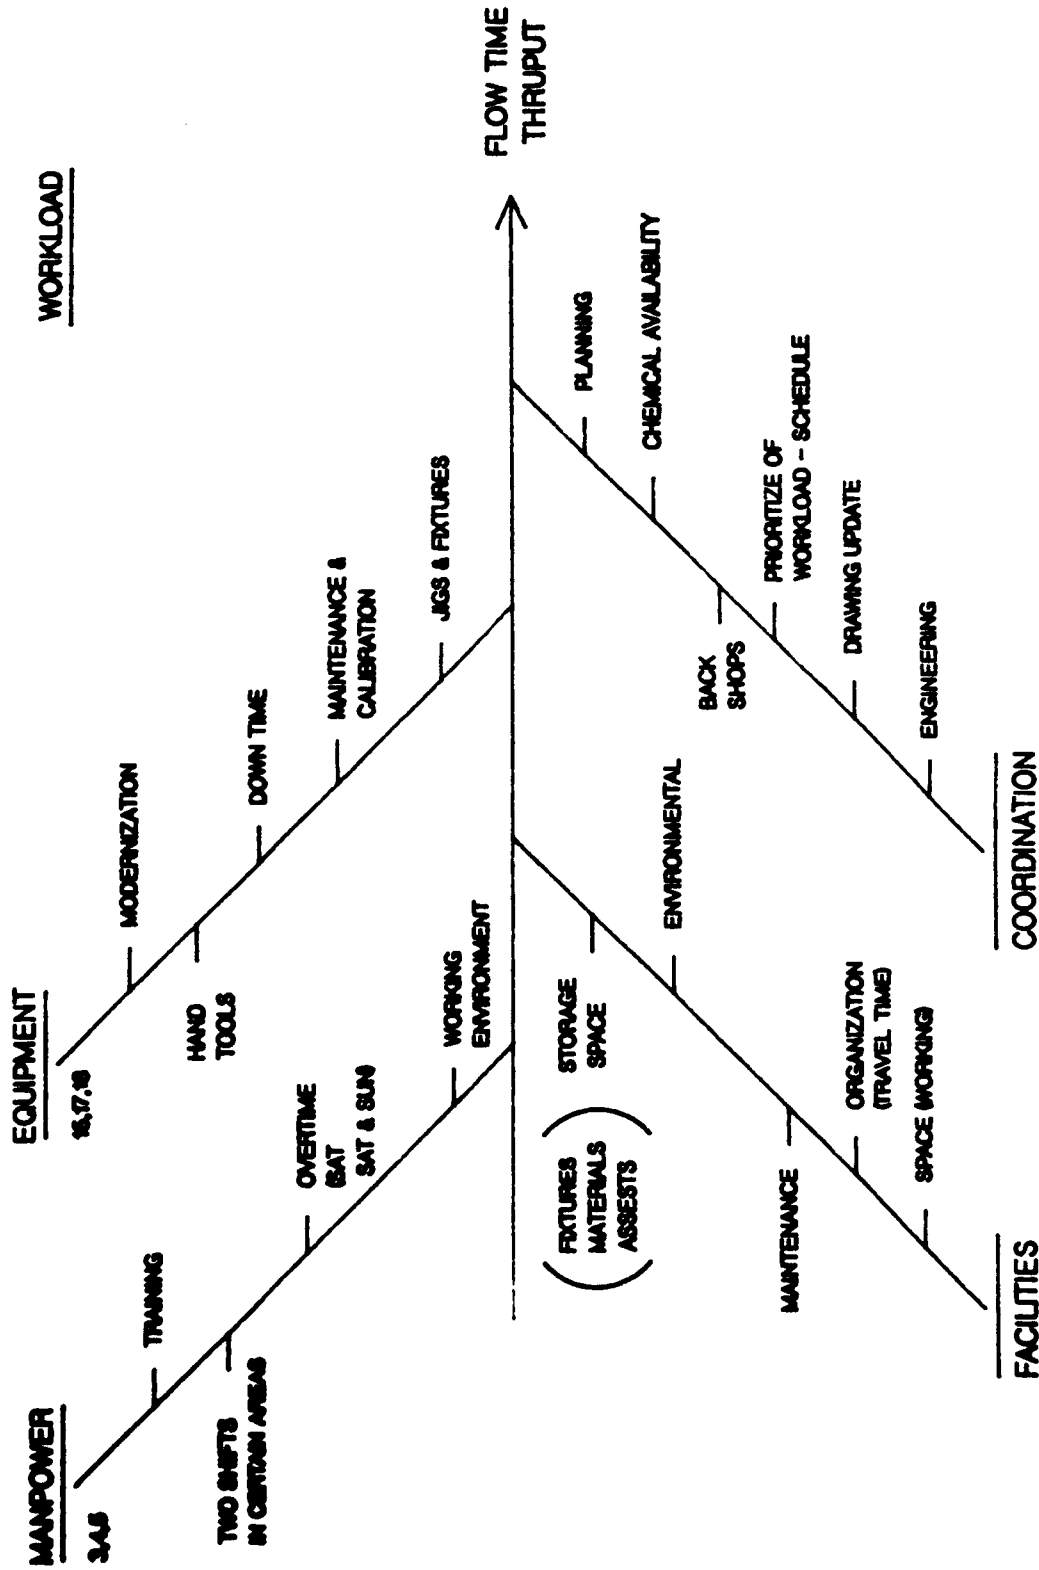 WORKLOAD
MANPOWER
3,4,5
TRAINING
TWO SHIFTS
IN CERTAIN AREAS
OVERTIME
(SAT
SAT & SUN)
WORKING
ENVIRONMENT
EQUIPMENT
16,17,18
MODERNIZATION
HAND
TOOLS
DOWN TIME
MAINTENANCE &
CALIBRATION
JIGS & FIXTURES
FLOW TIME
THRUPUT
FIXTURES
MATERIALS
ASSESTS
STORAGE
SPACE
ENVIRONMENTAL
MAINTENANCE
ORGANIZATION
(TRAVEL TIME)
SPACE (WORKING)
FACILITIES
PLANNING
CHEMICAL AVAILABILITY
BACK
SHOPS
PRIORITIZE OF
WORKLOAD - SCHEDULE
DRAWING UPDATE
ENGINEERING
COORDINATION